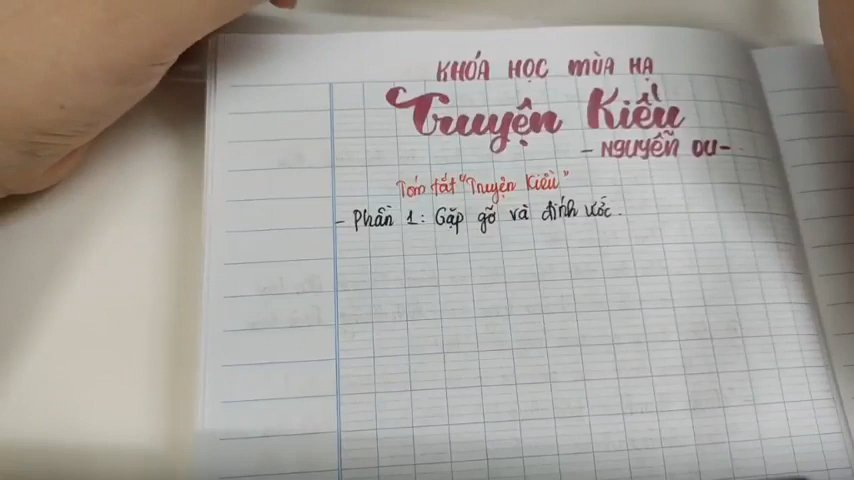 KHÓA HỌC MÙA HẠ
Truyện Kiều
- NGUYỄN DU -
Tóm tắt "Truyện Kiều"
- Phần 1: Gặp gỡ và đính ước.